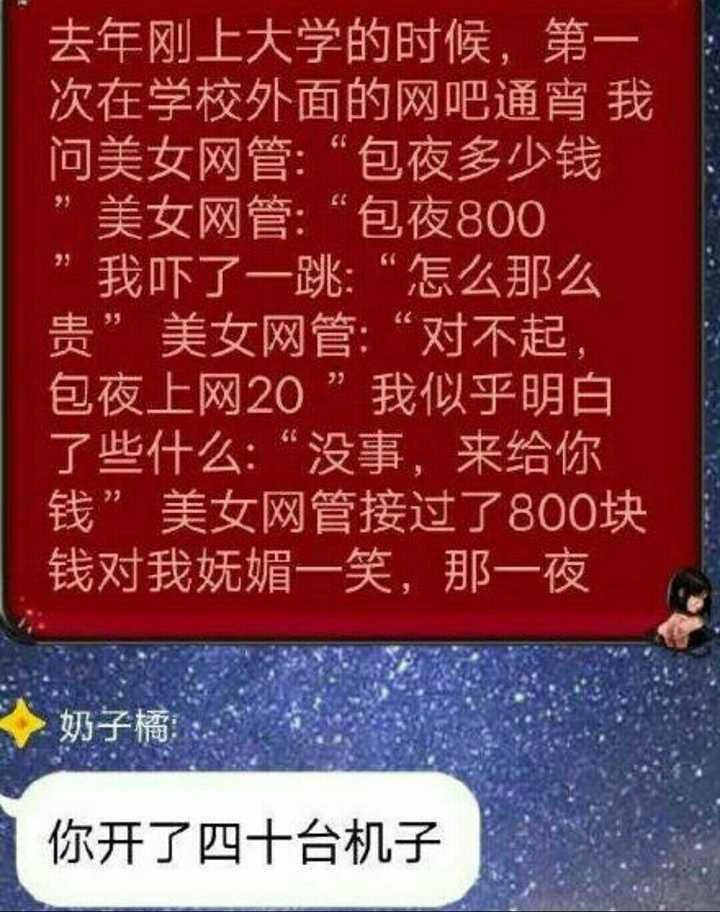 去年刚上大学的时候，第一
次在学校外面的网吧通宵 我
问美女网管:“包夜多少钱
”美女网管:“包夜800
”我吓了一跳:“怎么那么
贵” 美女网管:“对不起，
包夜上网20 ”我似乎明白
了些什么:“没事，来给你
钱” 美女网管接过了800块
钱对我妩媚一笑，那一夜
奶子橘:
你开了四十台机子